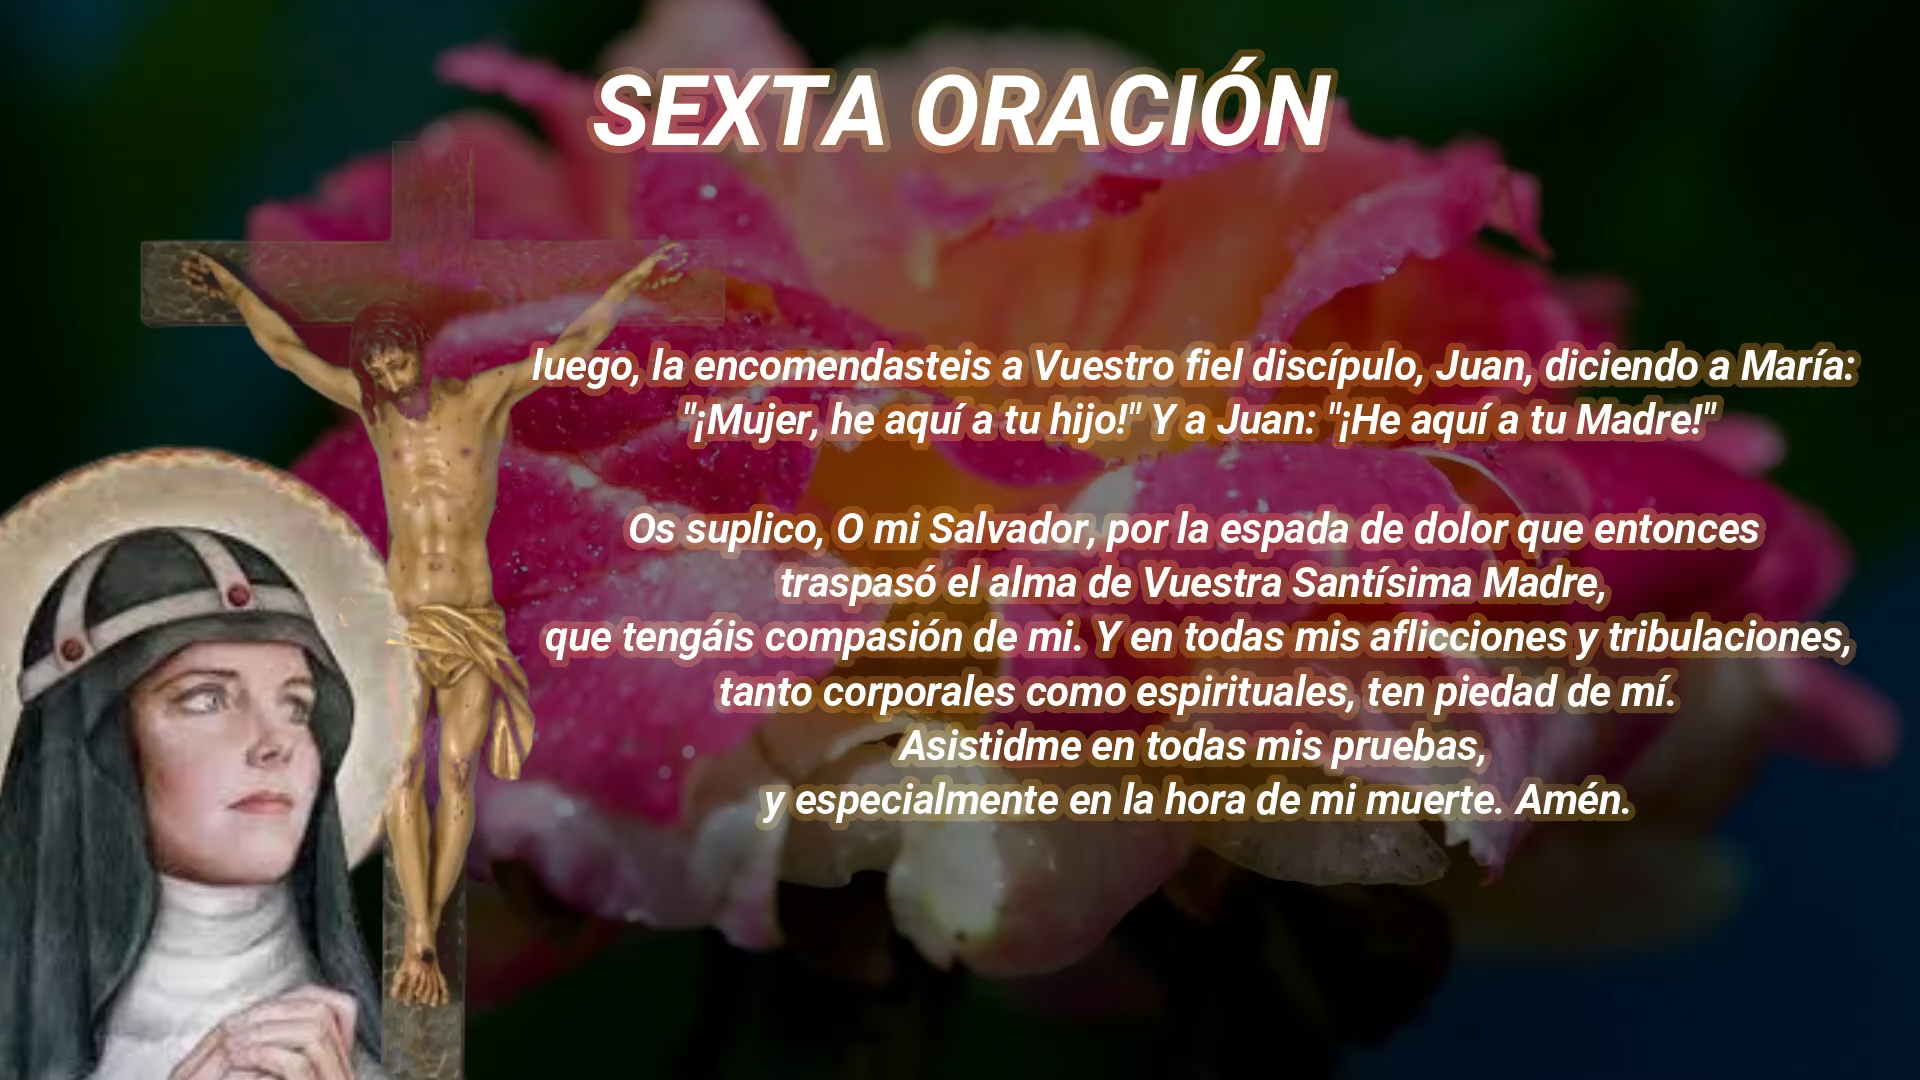 SEXTA ORACIÓN
luego, la encomendasteis a Vuestro fiel discípulo, Juan, diciendo a María:
"¡Mujer, he aquí a tu hijo!" Y a Juan: "¡He aquí a tu Madre!"
Os suplico, O mi Salvador, por la espada de dolor que entonces
traspasó el alma de Vuestra Santísima Madre,
que tengáis compasión de mi. Y en todas mis aflicciones y tribulaciones,
tanto corporales como espirituales, ten piedad de mí.
Asistidme en todas mis pruebas,
y especialmente en la hora de mi muerte. Amén.